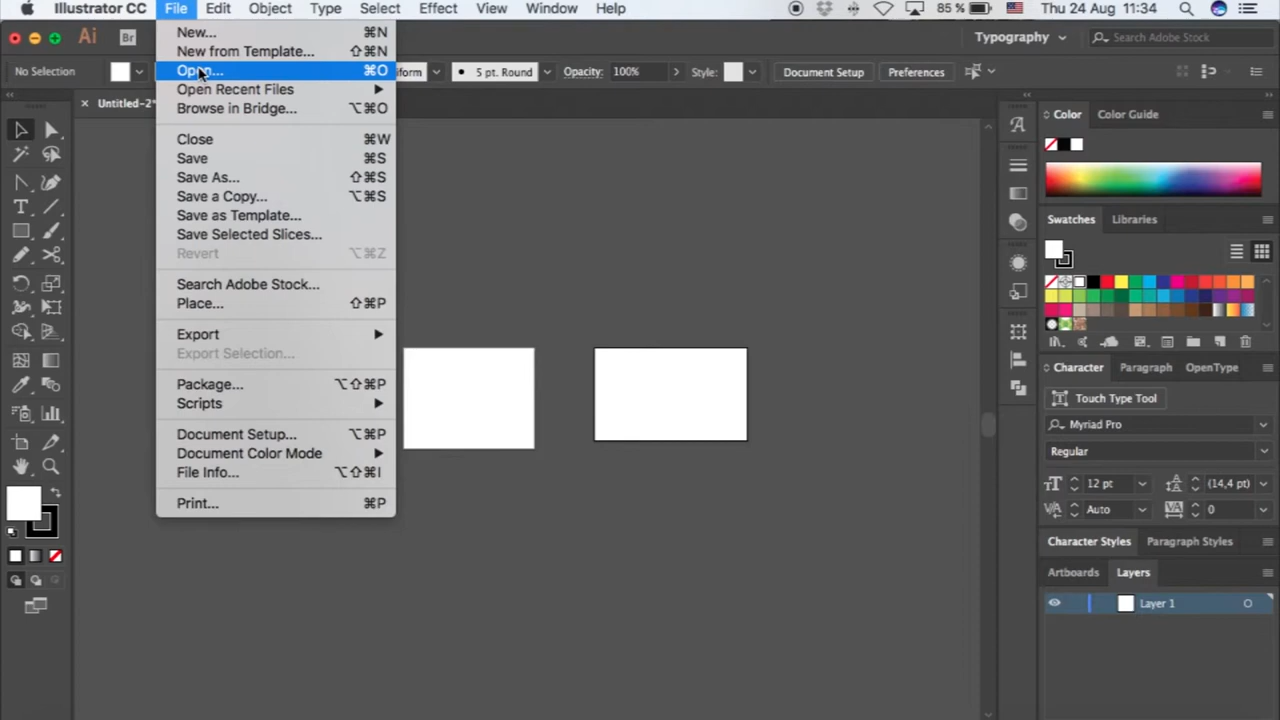 Illustrator CC File Edit Object Type Select Effect View Window Help 85 % Thu 24 Aug 11:34
Ai Br Typography Search Adobe Stock
No Selection iform 5 pt. Round Opacity: 100% Style: Document Setup Preferences
× Untitled-2*
New... ⌘N
New from Template... ⇧⌘N
Open... ⌘O
Open Recent Files
Browse in Bridge... ⌥⌘O
Close ⌘W
Save ⌘S
Save As... ⇧⌘S
Save a Copy... ⌥⌘S
Save as Template...
Save Selected Slices...
Revert ⌥⌘Z
Search Adobe Stock...
Place... ⇧⌘P
Export
Export Selection...
Package... ⌥⇧⌘P
Scripts
Document Setup... ⌥⌘P
Document Color Mode
File Info... ⌥⇧⌘I
Print... ⌘P
Color Color Guide
Swatches Libraries
Character Paragraph OpenType
Touch Type Tool
Myriad Pro
Regular
12 pt (14,4 pt)
Auto 0
Character Styles Paragraph Styles
Artboards Layers
Layer 1